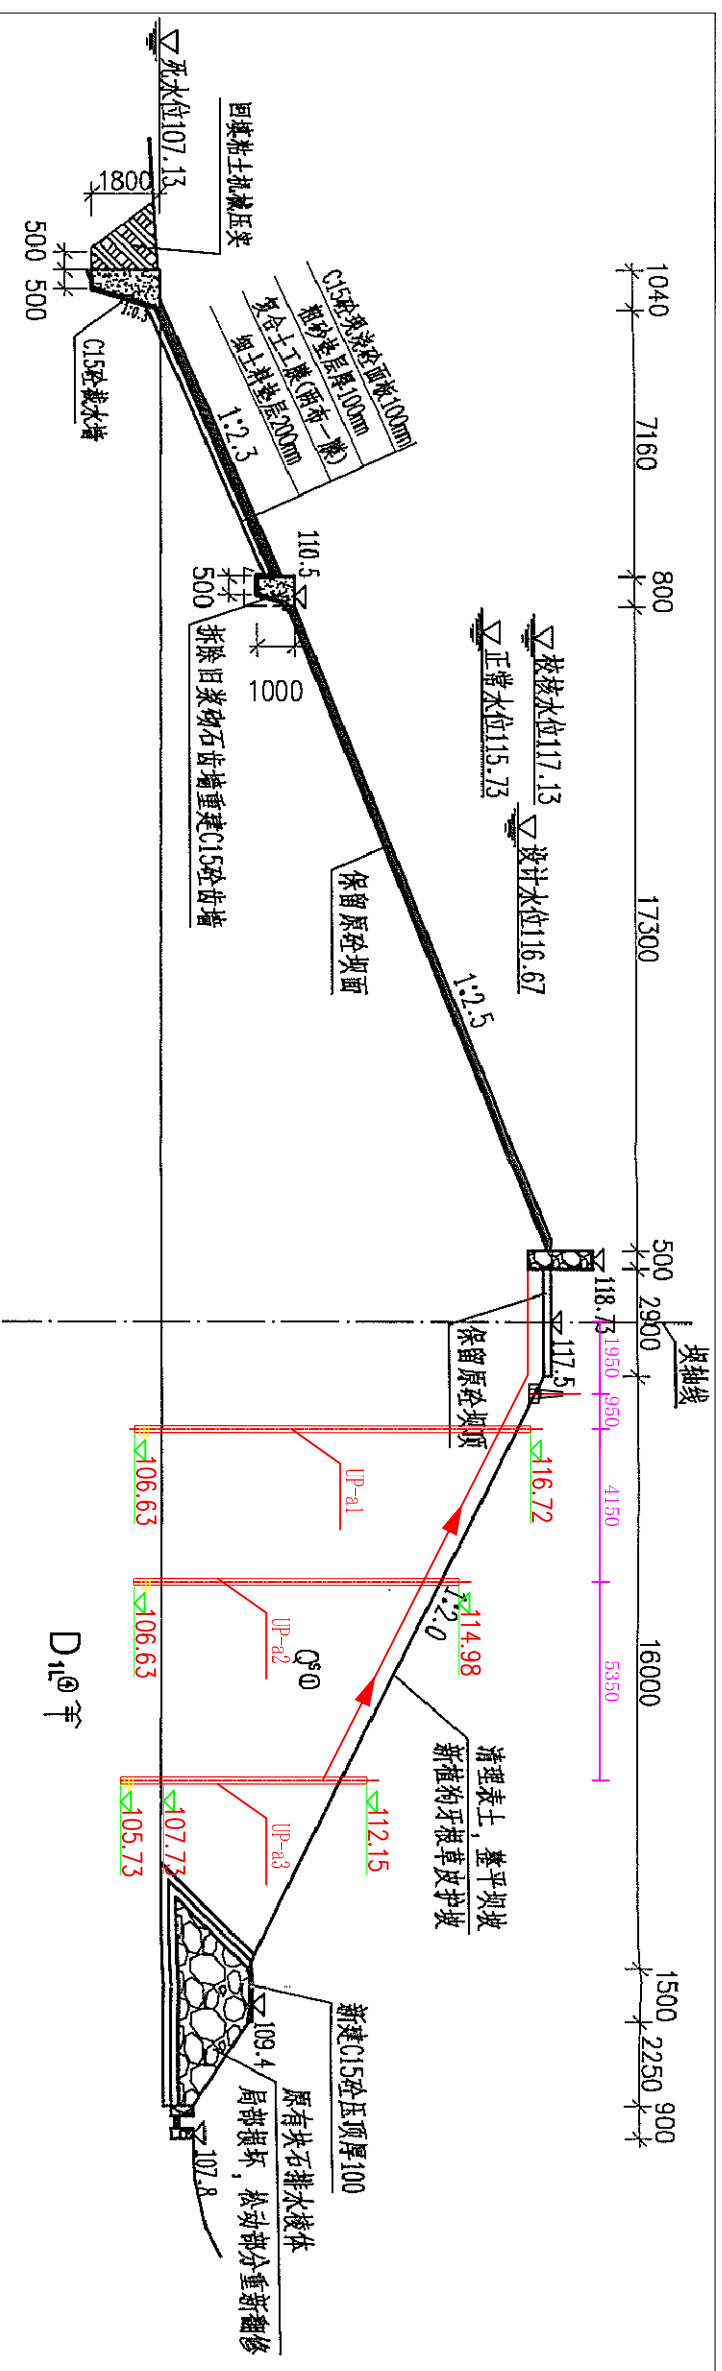 坝轴线
1040
7160
800
17300
500
2900
16000
1500
2250
900
1950
950
4150
5350
118.73
117.5
校核水位117.13
正常水位115.73
设计水位116.67
死水位107.13
回填粘土机械压实
1800
500
500
C15砼截水墙
1:0.3
C15砼现浇砼面板100mm
粗砂垫层厚100mm
复合土工膜(两布一膜)
细土料垫层200mm
1:2.3
110.5
500
1000
拆除旧浆砌石齿墙重建C15砼齿墙
保留原砼坝面
1:2.5
保留原砼坝顶
116.72
UP-a1
106.63
114.98
1:2.0
UP-a2
106.63
Q
D
112.15
UP-a3
107.73
105.73
清理表土，整平坝坡
新植狗牙根草皮护坡
新建C15砼压顶厚100
109.4
原有块石排水棱体
局部损坏，松动部分重新翻修
107.8